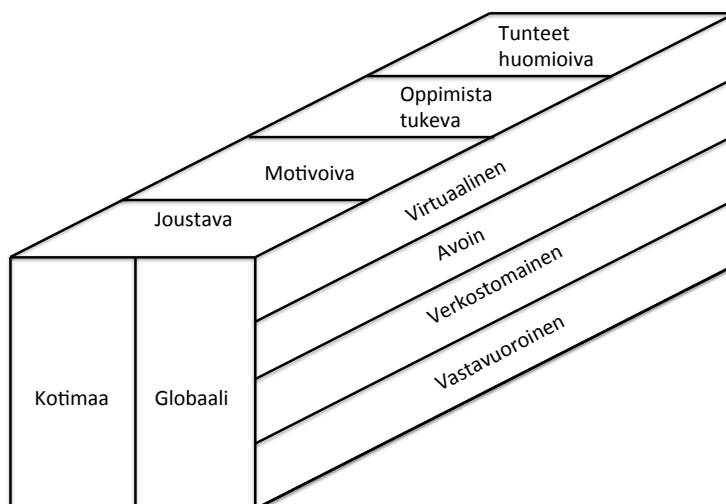 Tunteet
huomioiva
Oppimista
tukeva
Motivoiva
Joustava
Virtuaalinen
Avoin
Verkostomainen
Vastavuoroinen
Kotimaa
Globaali